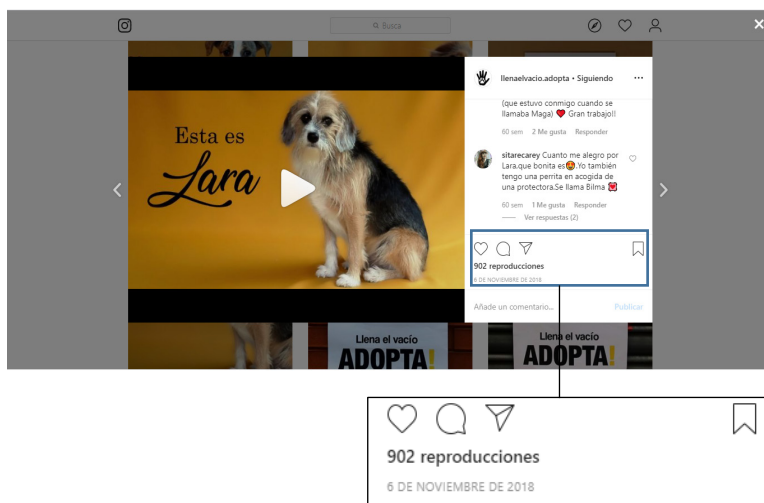 Busca
Esta es
Lara
llenaelvacio.adopta • Siguiendo
(que estuvo conmigo cuando se
llamaba Maga) ❤️ Gran trabajo!!
60 sem 2 Me gusta Responder
sitarecarey Cuanto me alegro por
Lara,que bonita es😍.Yo también
tengo una perrita en acogida de
una protectora.Se llama Bilma 💓
60 sem 1 Me gusta Responder
Ver respuestas (2)
902 reproducciones
6 DE NOVIEMBRE DE 2018
Añade un comentario... Publicar
Llena el vacío
ADOPTA!
Llena el vacío
ADOPTA!
902 reproducciones
6 DE NOVIEMBRE DE 2018